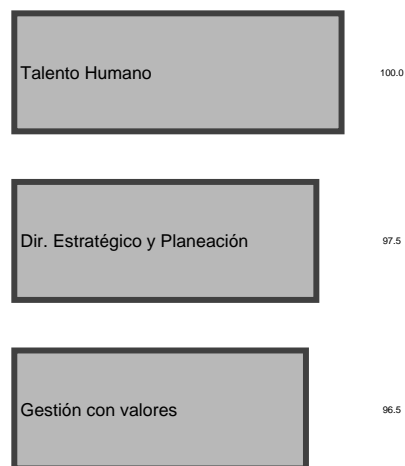 Talento Humano 100.0
Dir. Estratégico y Planeación 97.5
Gestión con valores 96.5